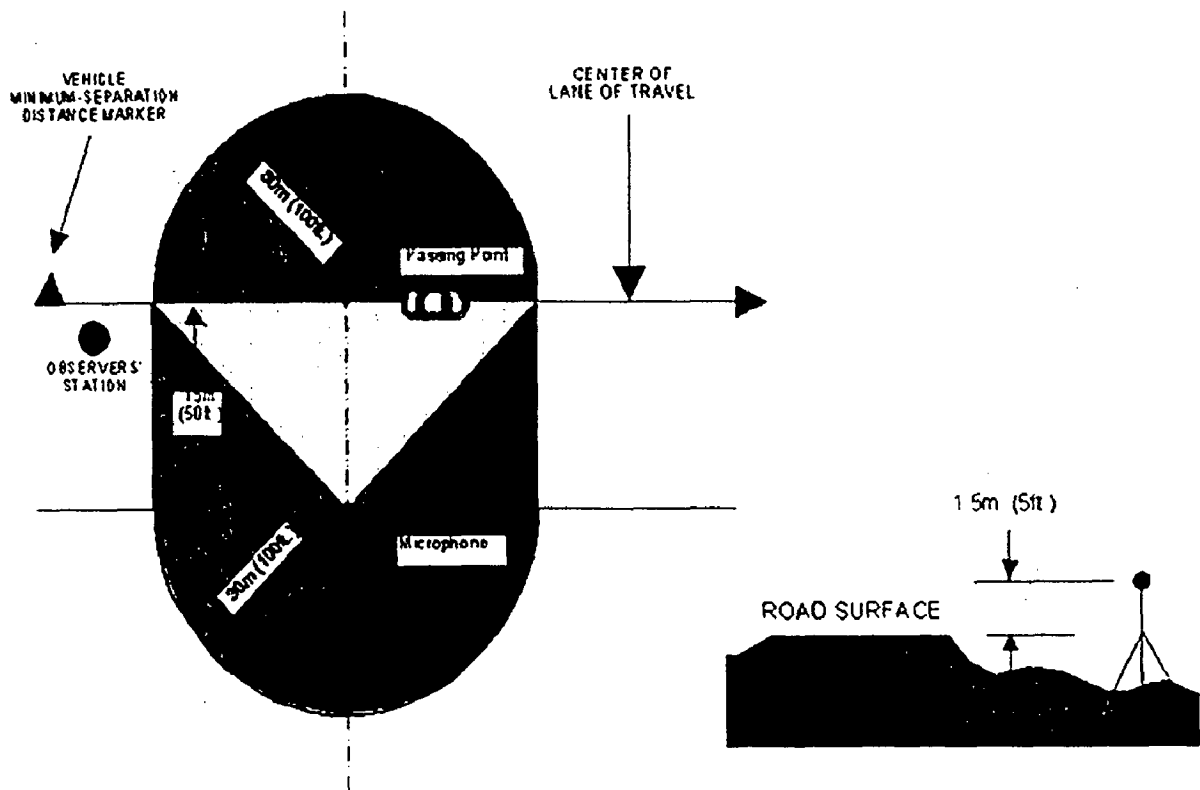 VEHICLE
MINIMUM-SEPARATION
DISTANCE MARKER
CENTER OF
LANE OF TRAVEL
30m (100ft.)
Passing Point
OBSERVERS'
STATION
15m
(50ft.)
30m (100ft.
Microphone
1 5m (5ft.)
ROAD SURFACE